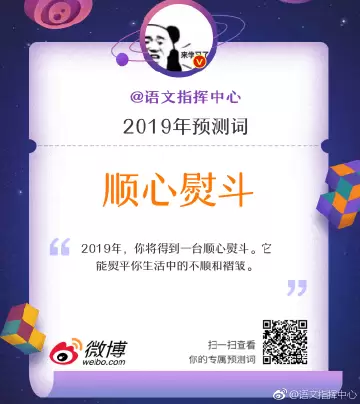 来学习了
@语文指挥中心
2019年预测词
顺心熨斗
“
2019年，你将得到一台顺心熨斗。它
能熨平你生活中的不顺和褶皱。
”
微博
weibo.com
扫一扫查看
你的专属预测词
@语文指挥中心